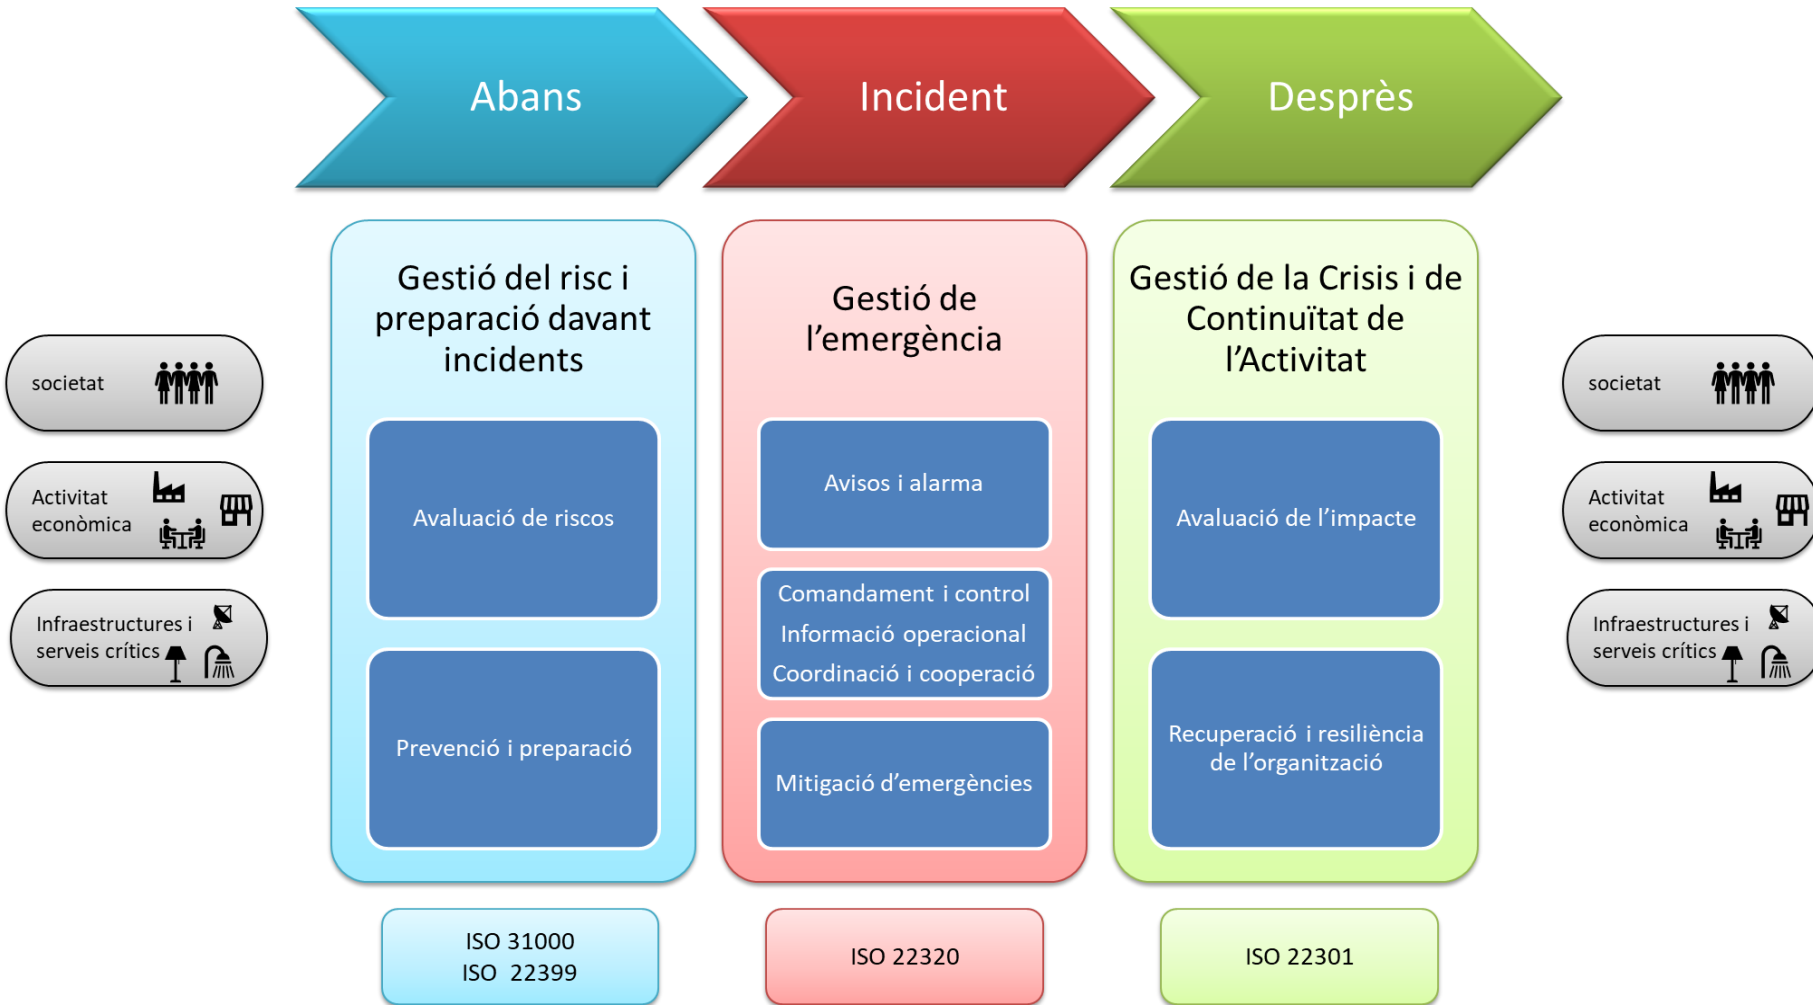 Abans
Incident
Desprès
Gestió del risc i
preparació davant
incidents
Avaluació de riscos
Prevenció i preparació
Gestió de
l’emergència
Avisos i alarma
Comandament i control
Informació operacional
Coordinació i cooperació
Mitigació d’emergències
Gestió de la Crisis i de
Continuïtat de
l’Activitat
Avaluació de l’impacte
Recuperació i resiliència
de l’organització
societat
Activitat
econòmica
Infraestructures i
serveis crítics
societat
Activitat
econòmica
Infraestructures i
serveis crítics
ISO 31000
ISO 22399
ISO 22320
ISO 22301